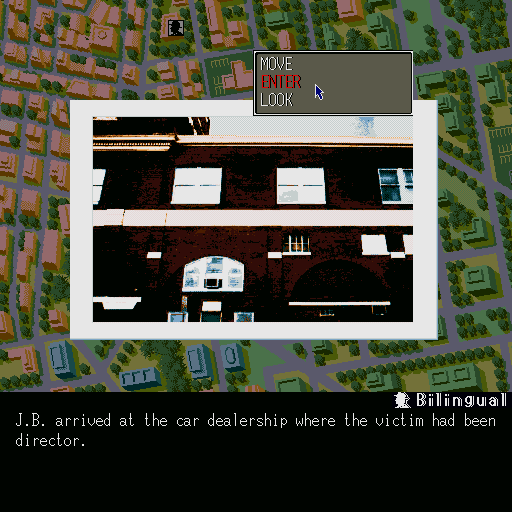 MOVE
ENTER
LOOK
Bilingual
J.B. arrived at the car dealership where the victim had been
director.